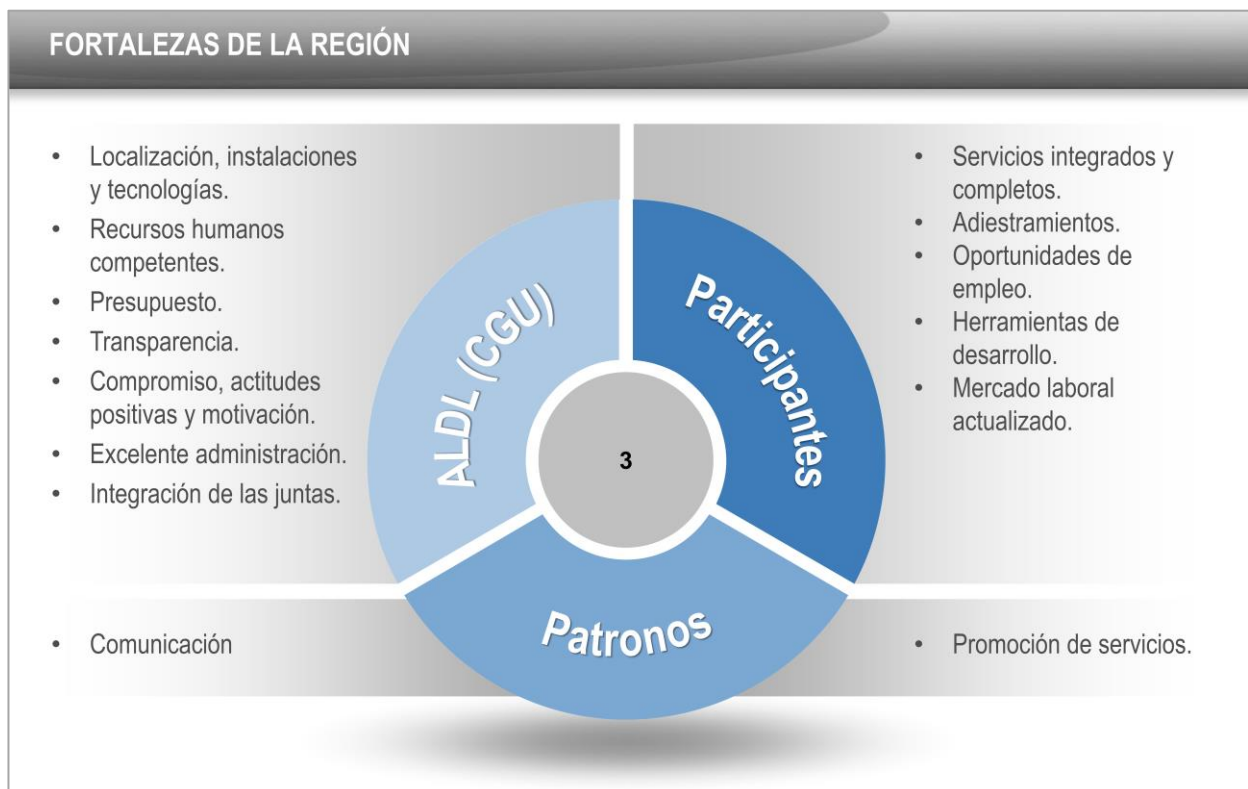 FORTALEZAS DE LA REGIÓN
• Localización, instalaciones
y tecnologías.
• Recursos humanos
competentes.
• Presupuesto.
• Transparencia.
• Compromiso, actitudes
positivas y motivación.
• Excelente administración.
• Integración de las juntas.
ALDL (CGU)
Participantes
• Servicios integrados y
completos.
• Adiestramientos.
• Oportunidades de
empleo.
• Herramientas de
desarrollo.
• Mercado laboral
actualizado.
3
Patronos
• Comunicación
• Promoción de servicios.